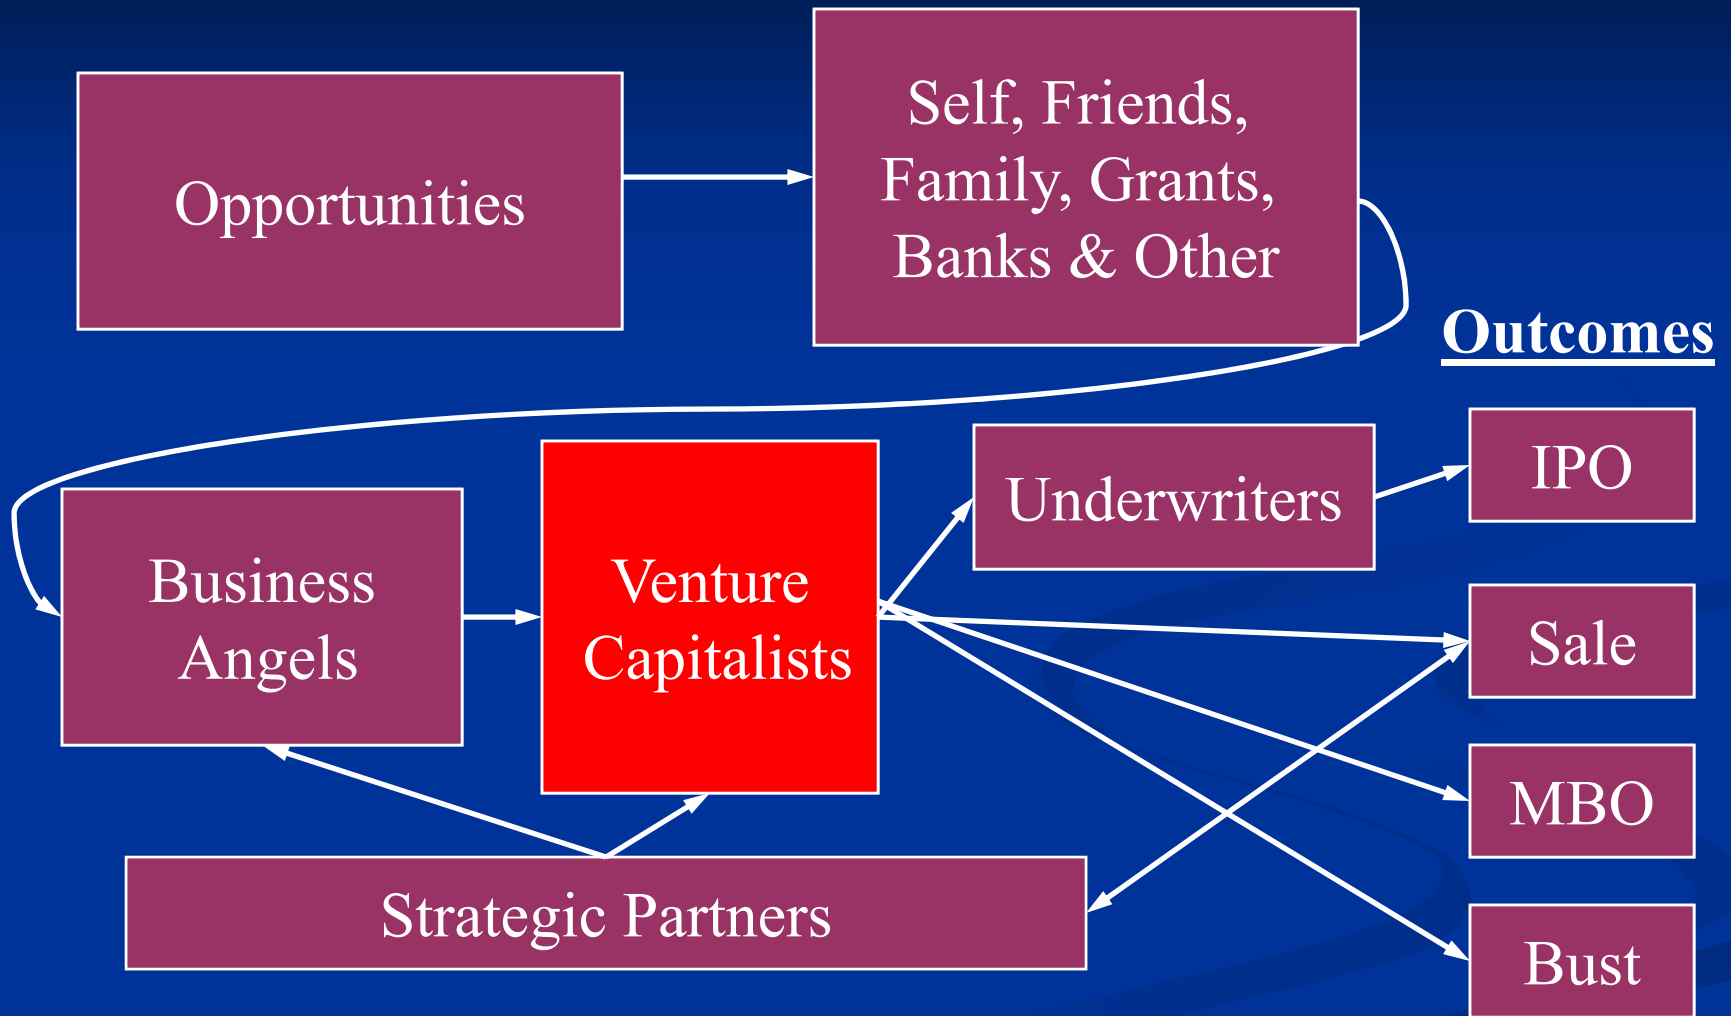 Opportunities
Self, Friends,
Family, Grants,
Banks & Other
Outcomes
Business
Angels
Venture
Capitalists
Underwriters
IPO
Sale
MBO
Bust
Strategic Partners